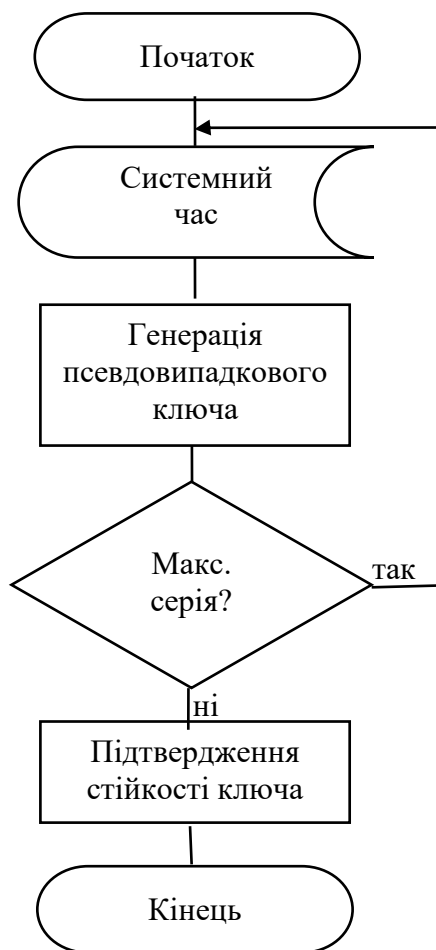 Початок
Системний
час
Генерація
псевдовипадкового
ключа
Макс.
серія?
так
ні
Підтвердження
стійкості ключа
Кінець